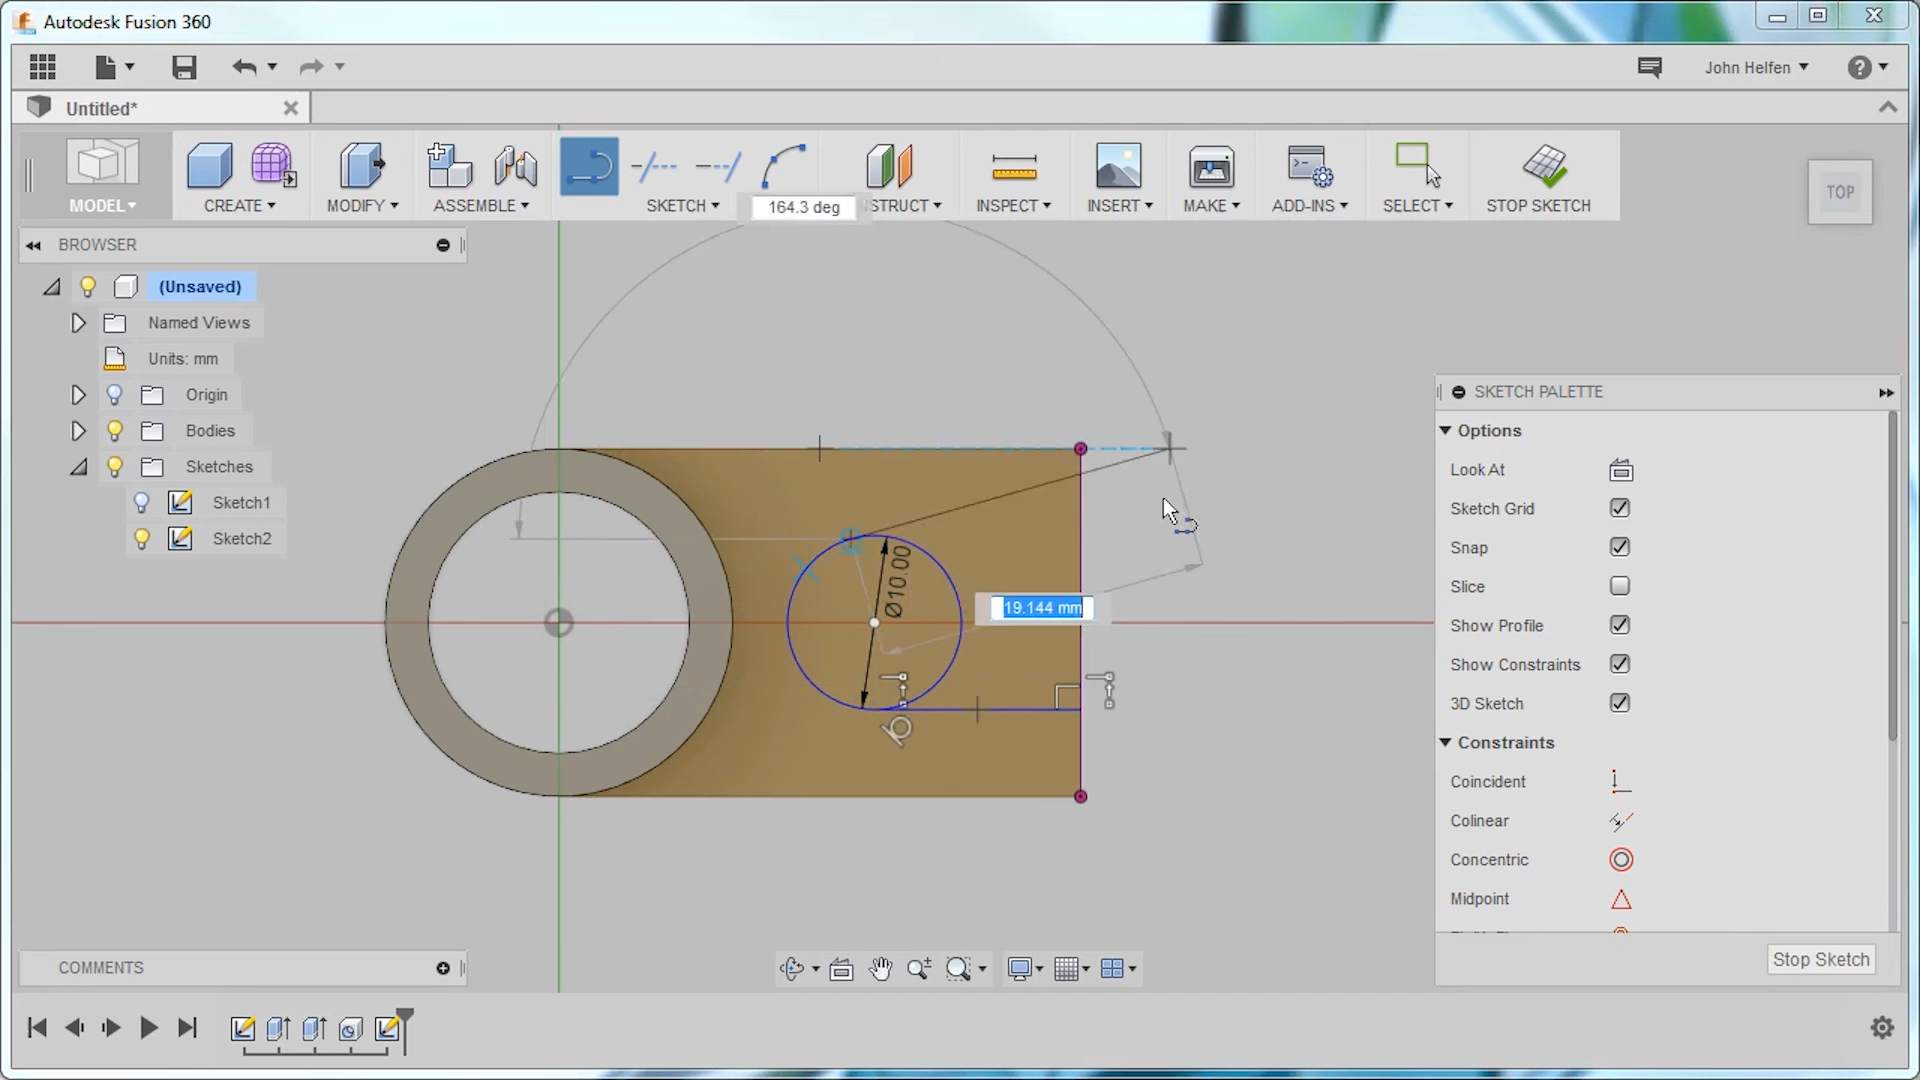 Autodesk Fusion 360
John Helfen
Untitled*
MODEL
CREATE
MODIFY
ASSEMBLE
SKETCH
164.3 deg
STRUCT
INSPECT
INSERT
MAKE
ADD-INS
SELECT
STOP SKETCH
TOP
BROWSER
(Unsaved)
Named Views
Units: mm
Origin
Bodies
Sketches
Sketch1
Sketch2
Ø10.00
19.144 mm
SKETCH PALETTE
Options
Look At
Sketch Grid
Snap
Slice
Show Profile
Show Constraints
3D Sketch
Constraints
Coincident
Colinear
Concentric
Midpoint
Stop Sketch
COMMENTS